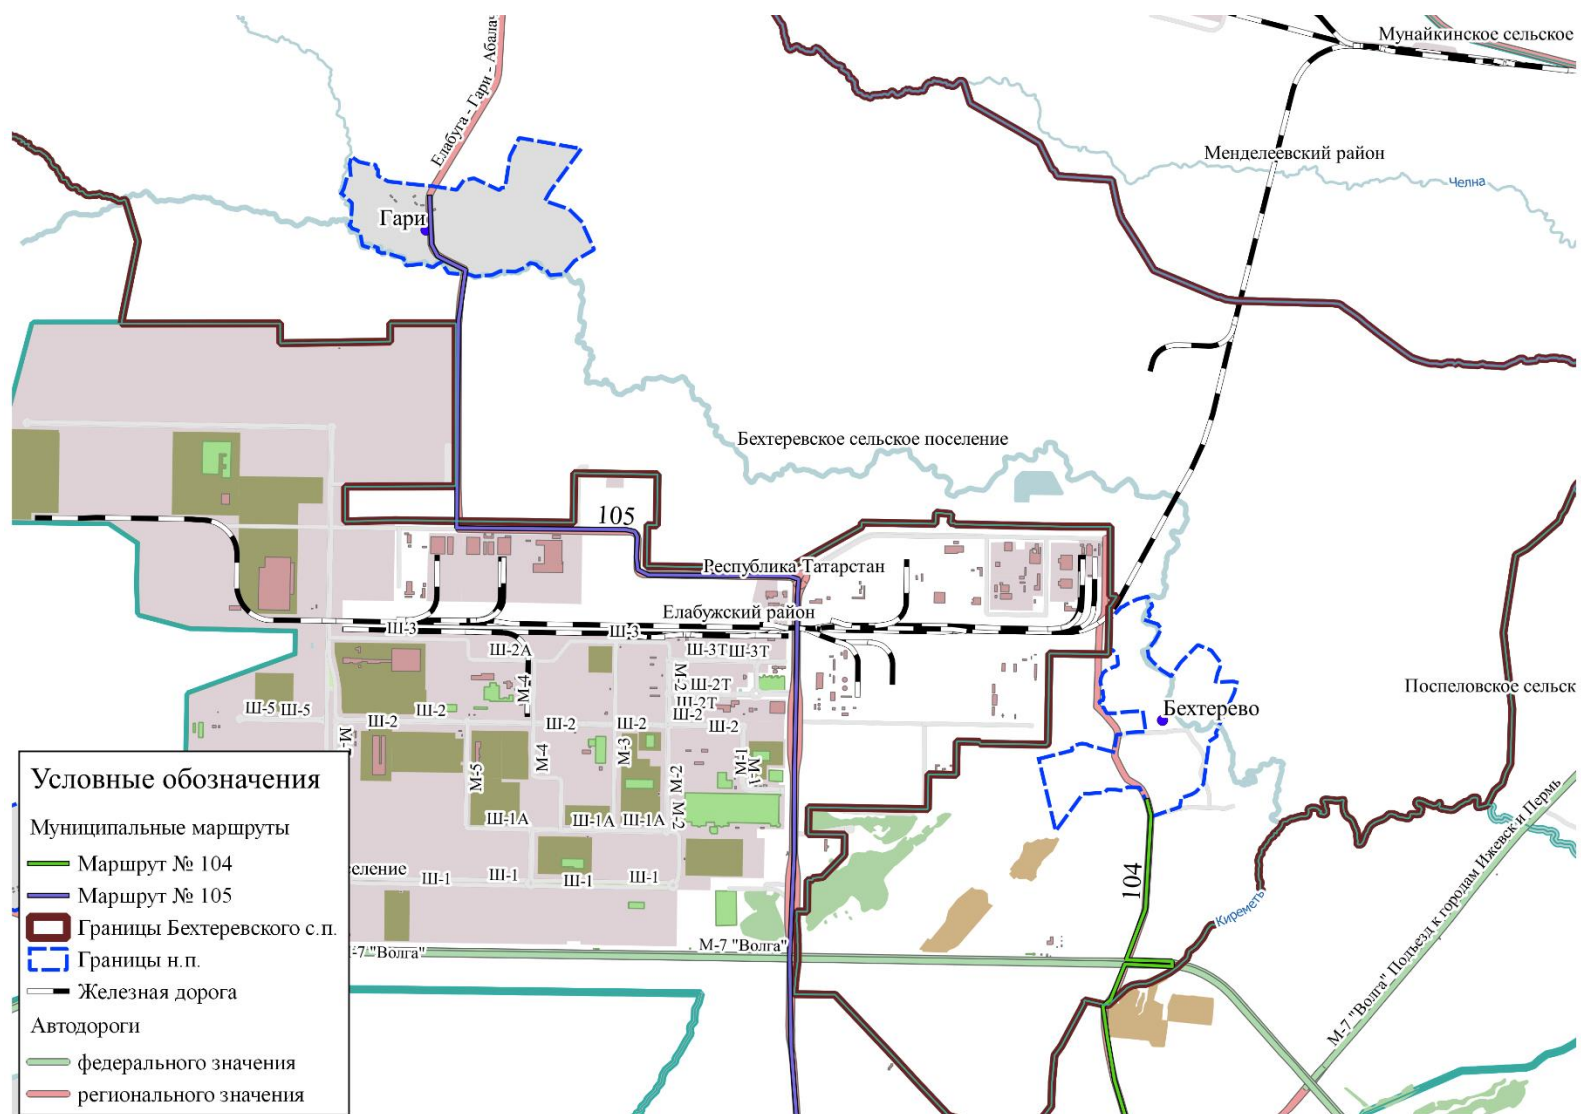 Мунайкинское сельское
Елабуга - Гари - Абалач
Менделеевский район
Челна
Гари
Бехтеревское сельское поселение
105
Республика Татарстан
Елабужский район
Ш-3
Ш-3
Ш-2А
Ш-3Т
Ш-3Т
М-4
М-2
Ш-2Т
Ш-2Т
Поспеловское сельск
Ш-5
Ш-5
Ш-2
Ш-2
Ш-2
Ш-2
Ш-2
Ш-2
Бехтерево
М-5
М-4
М-3
М-2
М-1
М-1
М-2
Ш-1А
Ш-1А
Ш-1А
Ш-1
Ш-1
Ш-1
Ш-1
104
Киреметь
М-7 "Волга" Подъезд к городам Ижевск и Пермь
М-7 "Волга"
-7 "Волга"
селение
Условные обозначения
Муниципальные маршруты
Маршрут № 104
Маршрут № 105
Границы Бехтеревского с.п.
Границы н.п.
Железная дорога
Автодороги
федерального значения
регионального значения